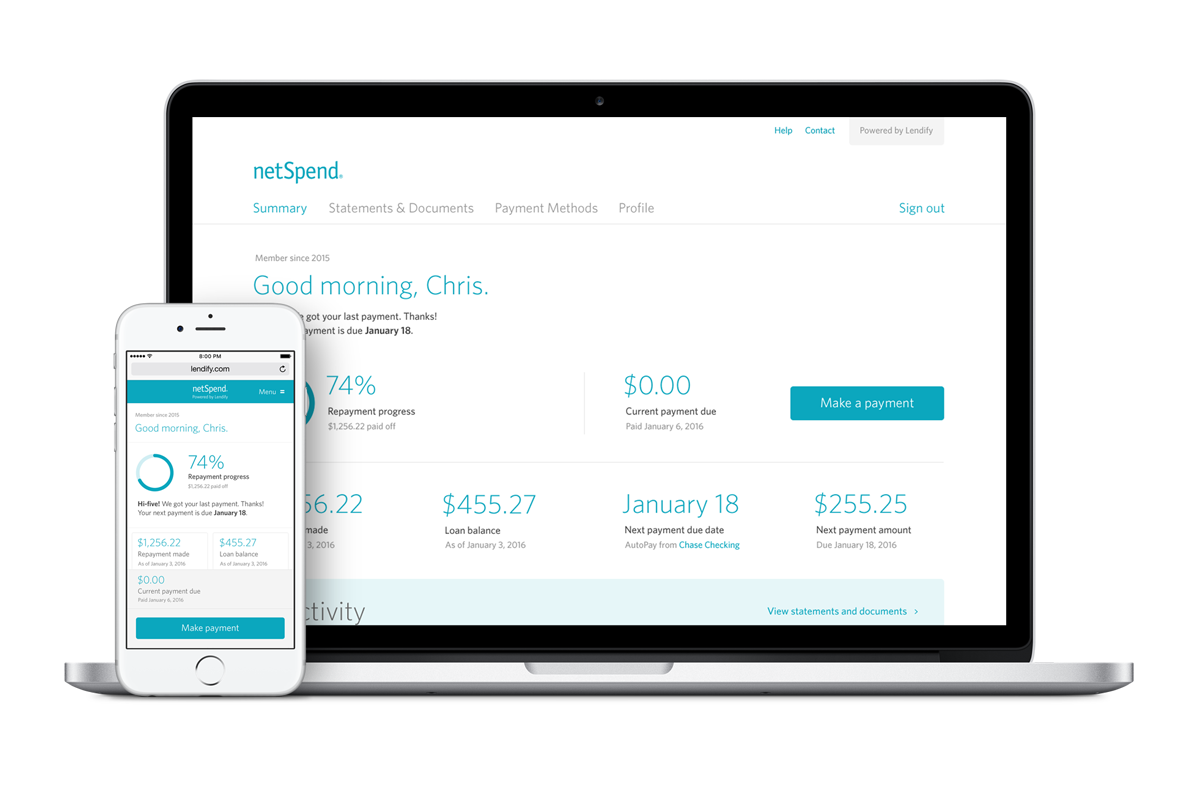 Help Contact Powered by Lendify
netSpend®
Summary Statements & Documents Payment Methods Profile Sign out
Member since 2015
Good morning, Chris.
got your last payment. Thanks!
ayment is due January 18.
74%
Repayment progress
$1,256.22 paid off
$0.00
Current payment due
Paid January 6, 2016
Make a payment
56.22
made
3, 2016
$455.27
Loan balance
As of January 3, 2016
January 18
Next payment due date
AutoPay from Chase Checking
$255.25
Next payment amount
Due January 18, 2016
ctivity
View statements and documents >
8:00 PM
lendify.com
netSpend.
Powered by Lendify
Menu
Member since 2015
Good morning, Chris.
74%
Repayment progress
$1,256.22 paid off
Hi-five! We got your last payment. Thanks!
Your next payment is due January 18.
$1,256.22
Repayment made
As of January 3, 2016
$455.27
Loan balance
As of January 3, 2016
$0.00
Current payment due
Paid January 6, 2016
Make payment